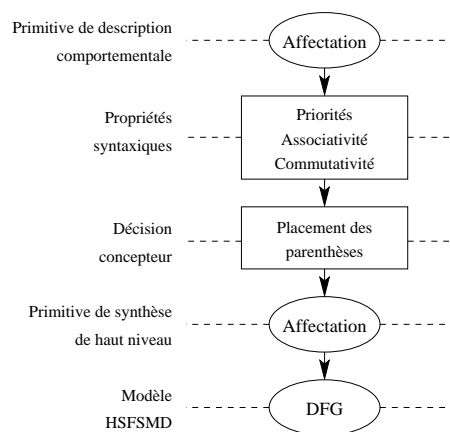 Primitive de description
comportementale
Affectation
Propriétés
syntaxiques
Priorités
Associativité
Commutativité
Décision
concepteur
Placement des
parenthèses
Primitive de synthèse
de haut niveau
Affectation
Modèle
HSFSMD
DFG